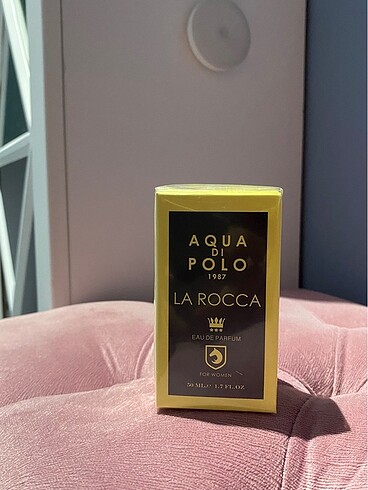 AQUA
DI
POLO
1987
LA ROCCA
EAU DE PARFUM
FOR WOMEN
50 ML.℮ 1.7 FL.OZ